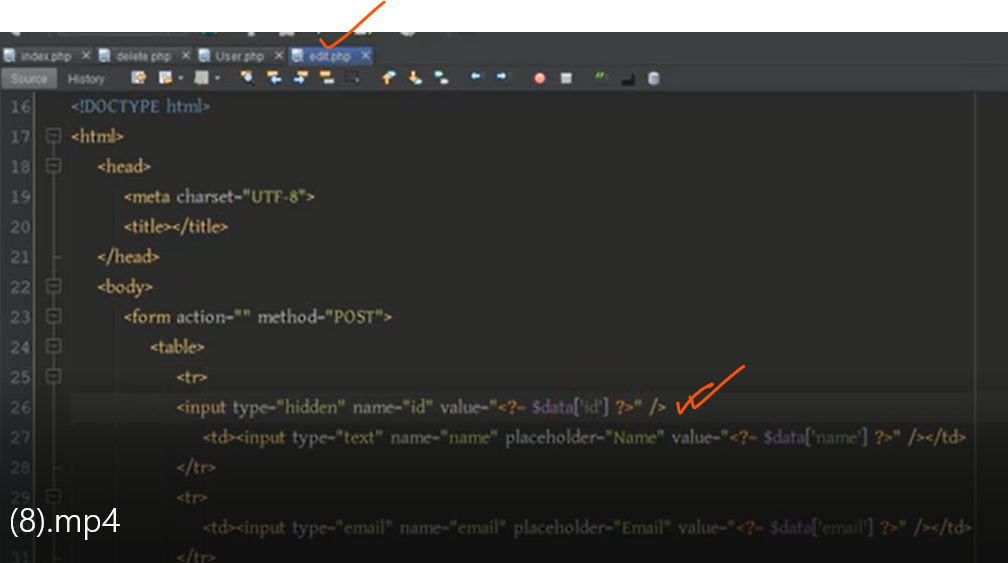 index.php delete.php User.php edit.php
Source History
16 <!DOCTYPE html>
17 <html>
18 <head>
19 <meta charset="UTF-8">
20 <title></title>
21 </head>
22 <body>
23 <form action="" method="POST">
24 <table>
25 <tr>
26 <input type="hidden" name="id" value="<?= $data['id'] ?>" />
27 <td><input type="text" name="name" placeholder="Name" value="<?= $data['name'] ?>" /></td>
28 </tr>
29 <tr>
(8).mp4
<td><input type="email" name="email" placeholder="Email" value="<?= $data['email'] ?>" /></td>
31 </tr>